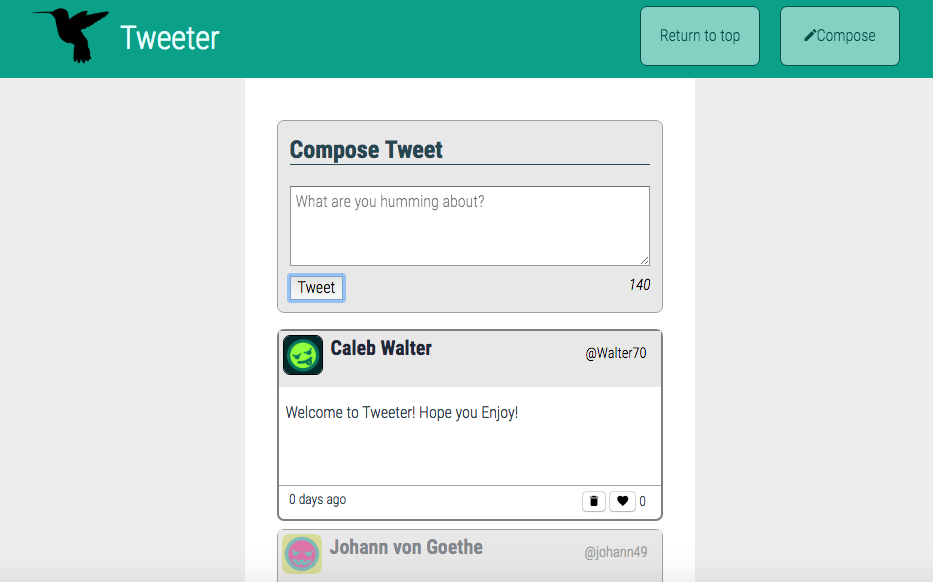 Tweeter
Return to top
Compose
Compose Tweet
What are you humming about?
Tweet
140
Caleb Walter
@Walter70
Welcome to Tweeter! Hope you Enjoy!
0 days ago
0
Johann von Goethe
@johann49